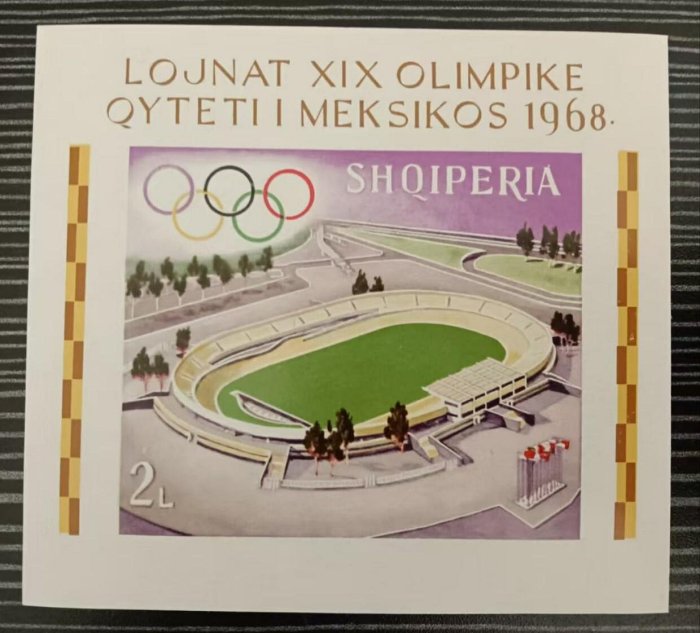 LOJNAT XIX OLIMPIKE
QYTETI I MEKSIKOS 1968.
SHQIPERIA
2L